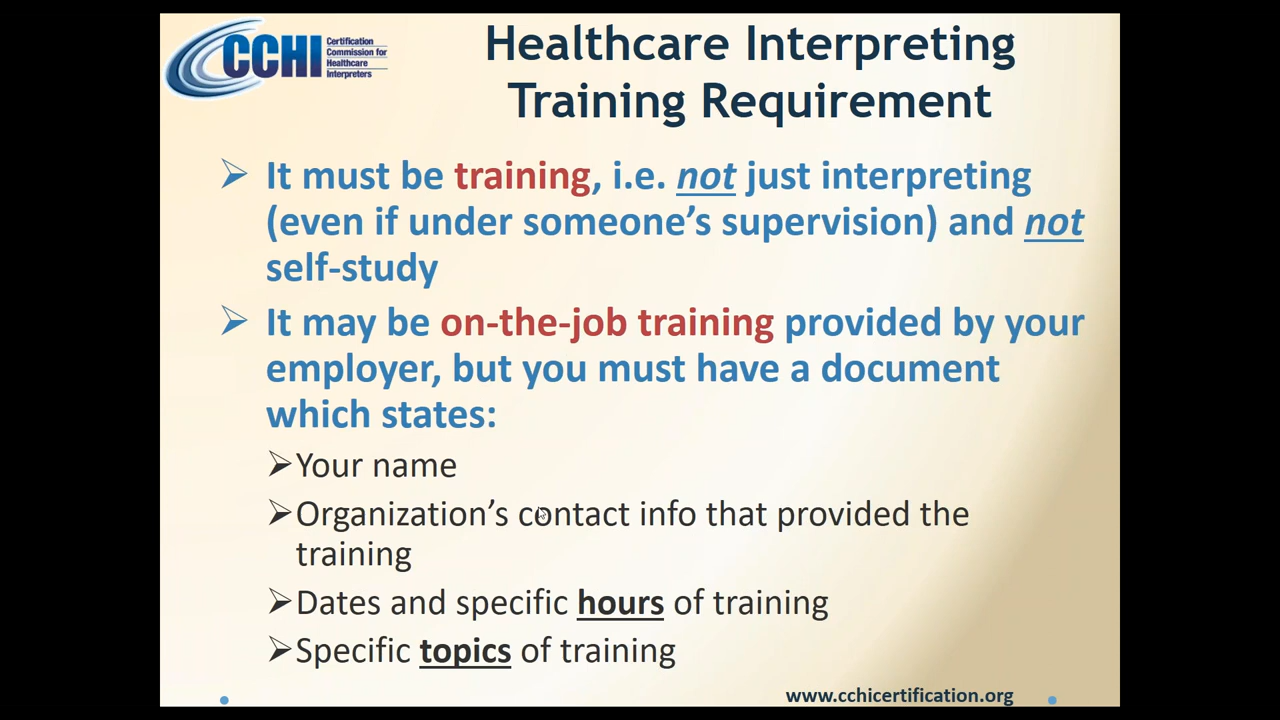 CCHI
Certification
Commission for
Healthcare
Interpreters
Healthcare Interpreting
Training Requirement
It must be training, i.e. not just interpreting
(even if under someone’s supervision) and not
self-study
It may be on-the-job training provided by your
employer, but you must have a document
which states:
Your name
Organization’s contact info that provided the
training
Dates and specific hours of training
Specific topics of training
www.cchicertification.org